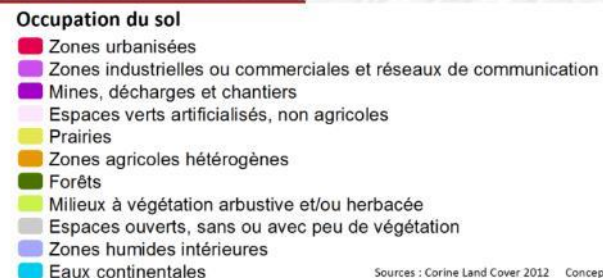 Occupation du sol
Zones urbanisées
Zones industrielles ou commerciales et réseaux de communication
Mines, décharges et chantiers
Espaces verts artificialisés, non agricoles
Prairies
Zones agricoles hétérogènes
Forêts
Milieux à végétation arbustive et/ou herbacée
Espaces ouverts, sans ou avec peu de végétation
Zones humides intérieures
Eaux continentales
Sources : Corine Land Cover 2012 Concep